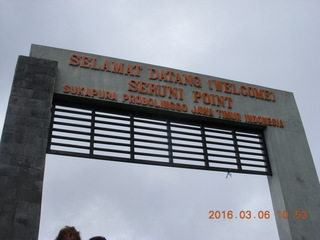 SELAMAT DATANG (WELCOME)
SERUNI POINT
SUKAPURA PROBOLINGGO JAWA TIMUR INDONESIA
2016.03.06